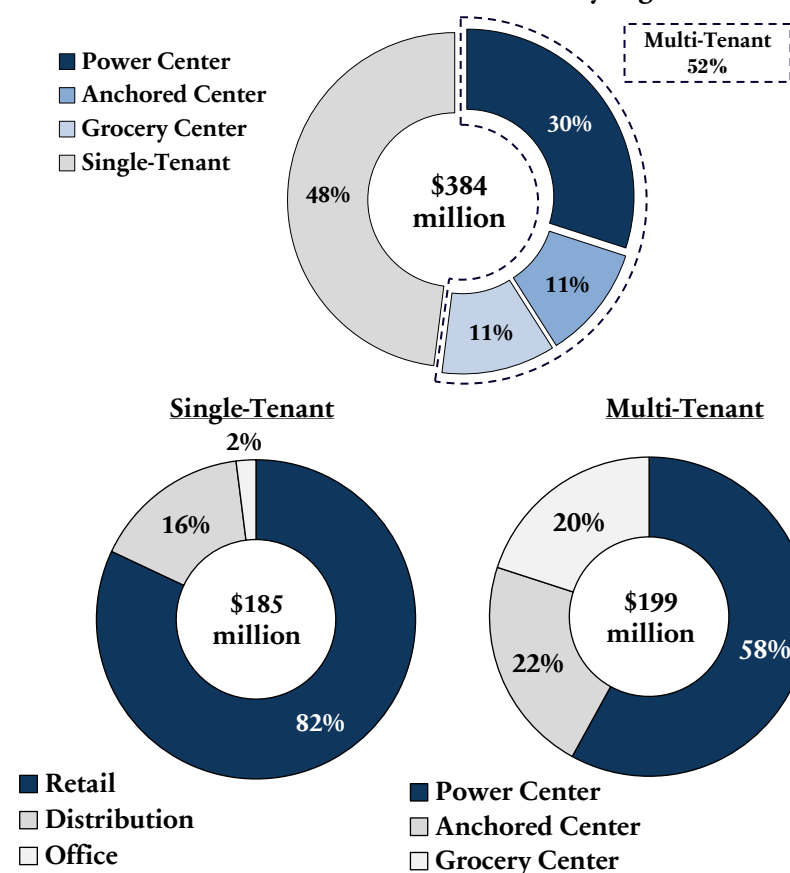 Multi-Tenant
52%
Power Center
Anchored Center
Grocery Center
Single-Tenant
30%
48%
$384
million
11%
11%
Single-Tenant
Multi-Tenant
2%
16%
20%
$185
million
$199
million
58%
22%
82%
Retail
Distribution
Office
Power Center
Anchored Center
Grocery Center